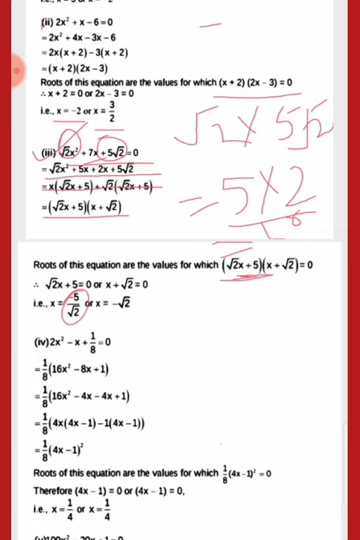 (ii) 2x² + x - 6 = 0
= 2x² + 4x - 3x - 6
= 2x(x + 2) - 3(x + 2)
= (x + 2)(2x - 3)
Roots of this equation are the values for which (x + 2) (2x - 3) = 0
∴ x + 2 = 0 or 2x - 3 = 0
i.e., x = -2 or x = 3/2
√2 × 5√2
(iii) √2x² + 7x + 5√2 = 0
= √2x² + 5x + 2x + 5√2
= x(√2x + 5) + √2(√2x + 5)
= (√2x + 5)(x + √2)
= 5 × 2
Roots of this equation are the values for which (√2x + 5)(x + √2) = 0
∴ √2x + 5 = 0 or x + √2 = 0
i.e., x = -5/√2 or x = -√2
(iv) 2x² - x + 1/8 = 0
= 1/8(16x² - 8x + 1)
= 1/8(16x² - 4x - 4x + 1)
= 1/8(4x(4x - 1) - 1(4x - 1))
= 1/8(4x - 1)²
Roots of this equation are the values for which 1/8(4x - 1)² = 0
Therefore (4x - 1) = 0 or (4x - 1) = 0,
i.e., x = 1/4 or x = 1/4